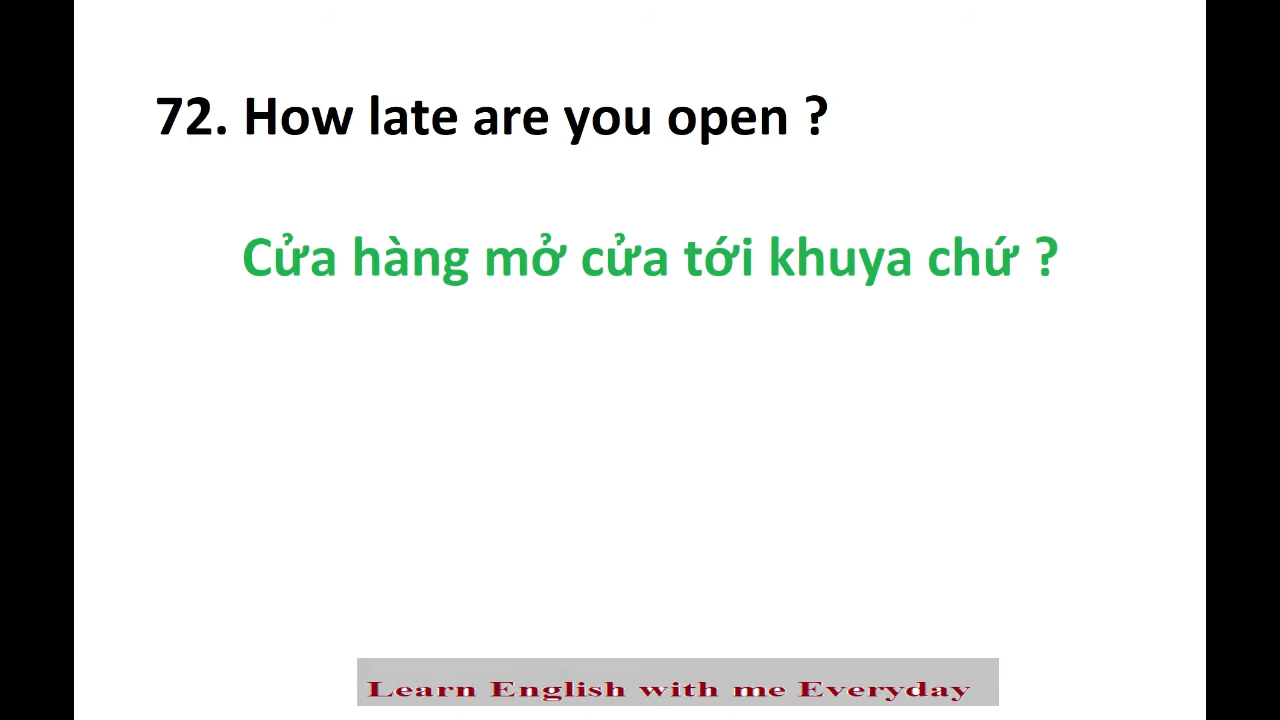 72. How late are you open ?
Cửa hàng mở cửa tới khuya chứ ?
Learn English with me Everyday